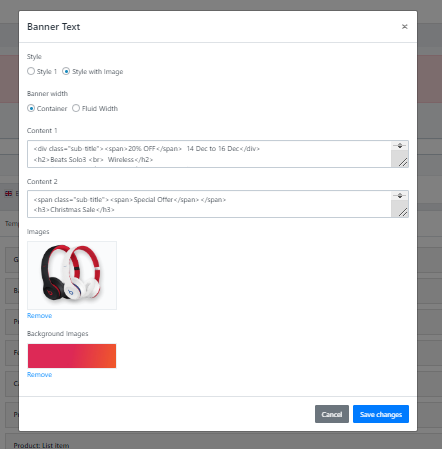 Banner Text
×
Style
Style 1 Style with Image
Banner width
Container Fluid Width
Content 1
<div class="sub-title"><span>20% OFF</span> 14 Dec to 16 Dec</div>
<h2>Beats Solo3 <br> Wireless</h2>
Content 2
<span class="sub-title"><span>Special Offer</span></span>
<h3>Christmas Sale</h3>
Images
Remove
Background Images
Remove
Cancel Save changes
Product: List item